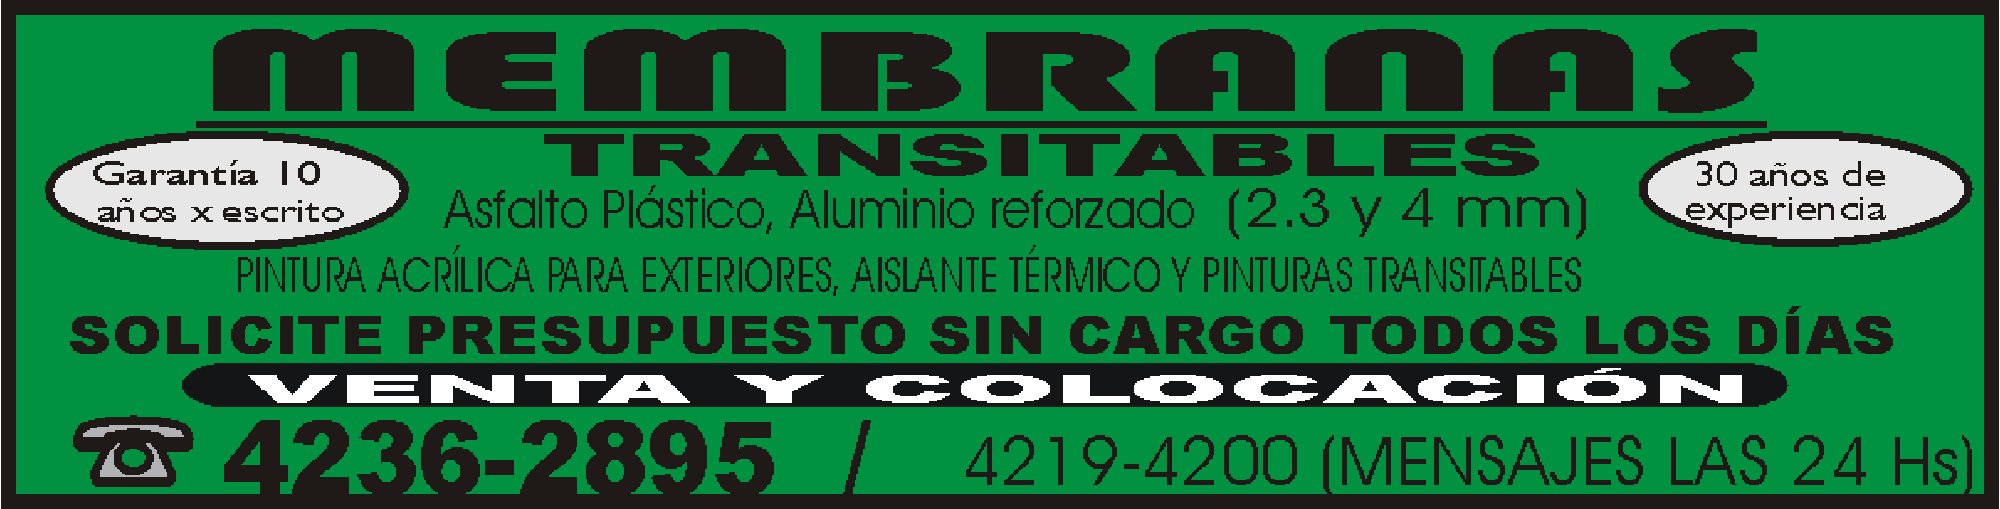 MEMBRANAS
TRANSITABLES
Garantía 10
años x escrito
30 años de
experiencia
Asfalto Plástico, Aluminio reforzado (2.3 y 4 mm)
PINTURA ACRÍLICA PARA EXTERIORES, AISLANTE TÉRMICO Y PINTURAS TRANSITABLES
SOLICITE PRESUPUESTO SIN CARGO TODOS LOS DÍAS
VENTA Y COLOCACIÓN
4236-2895 / 4219-4200 (MENSAJES LAS 24 Hs)